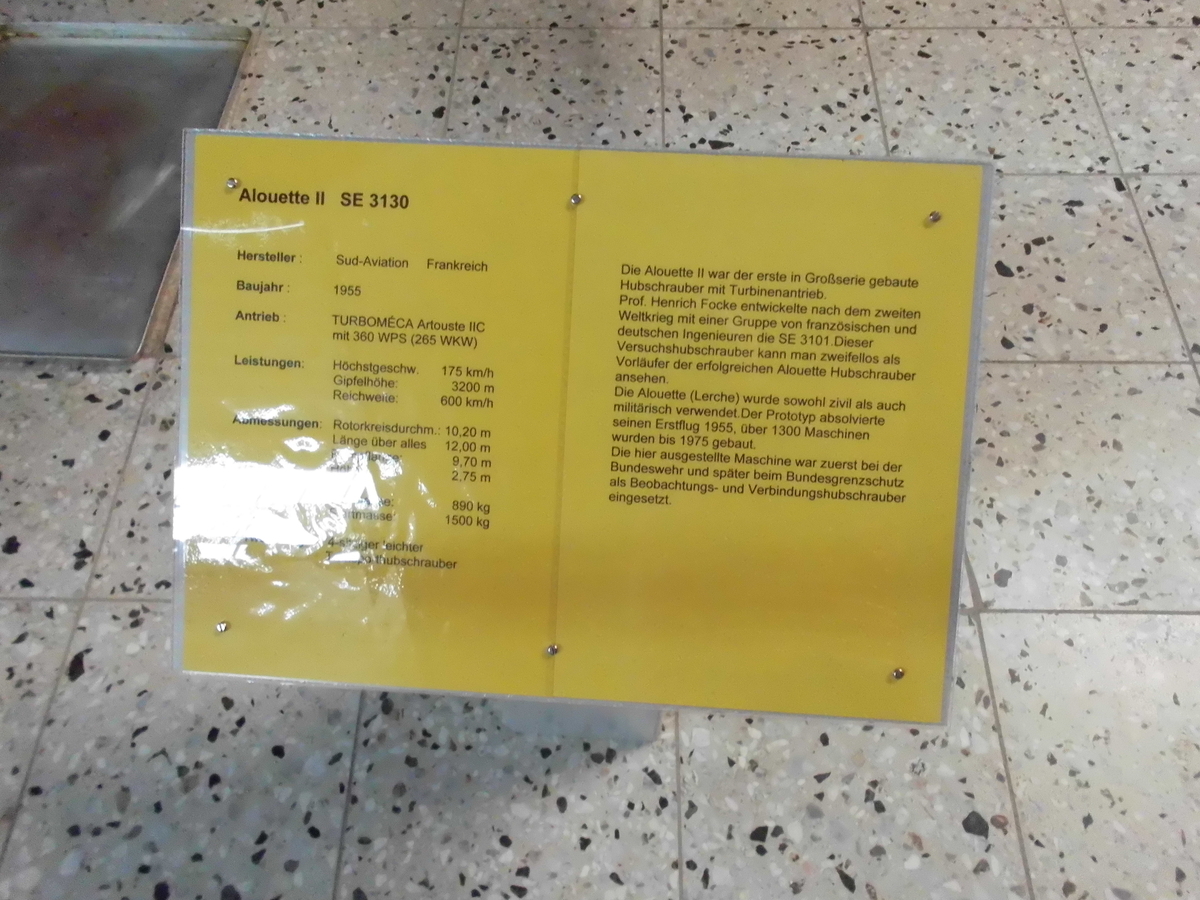 Alouette II SE 3130
Hersteller : Sud-Aviation Frankreich
Baujahr : 1955
Antrieb : TURBOMÉCA Artouste IIC
mit 360 WPS (265 WKW)
Leistungen: Höchstgeschw. 175 km/h
Gipfelhöhe: 3200 m
Reichweite: 600 km/h
Abmessungen: Rotorkreisdurchm.: 10,20 m
Länge über alles 12,00 m
9,70 m
2,75 m
890 kg
1500 kg
leichter
Die Alouette II war der erste in Großserie gebaute
Hubschrauber mit Turbinenantrieb.
Prof. Henrich Focke entwickelte nach dem zweiten
Weltkrieg mit einer Gruppe von französischen und
deutschen Ingenieuren die SE 3101.Dieser
Versuchshubschrauber kann man zweifellos als
Vorläufer der erfolgreichen Alouette Hubschrauber
ansehen.
Die Alouette (Lerche) wurde sowohl zivil als auch
militärisch verwendet.Der Prototyp absolvierte
seinen Erstflug 1955, über 1300 Maschinen
wurden bis 1975 gebaut.
Die hier ausgestellte Maschine war zuerst bei der
Bundeswehr und später beim Bundesgrenzschutz
als Beobachtungs- und Verbindungshubschrauber
eingesetzt.